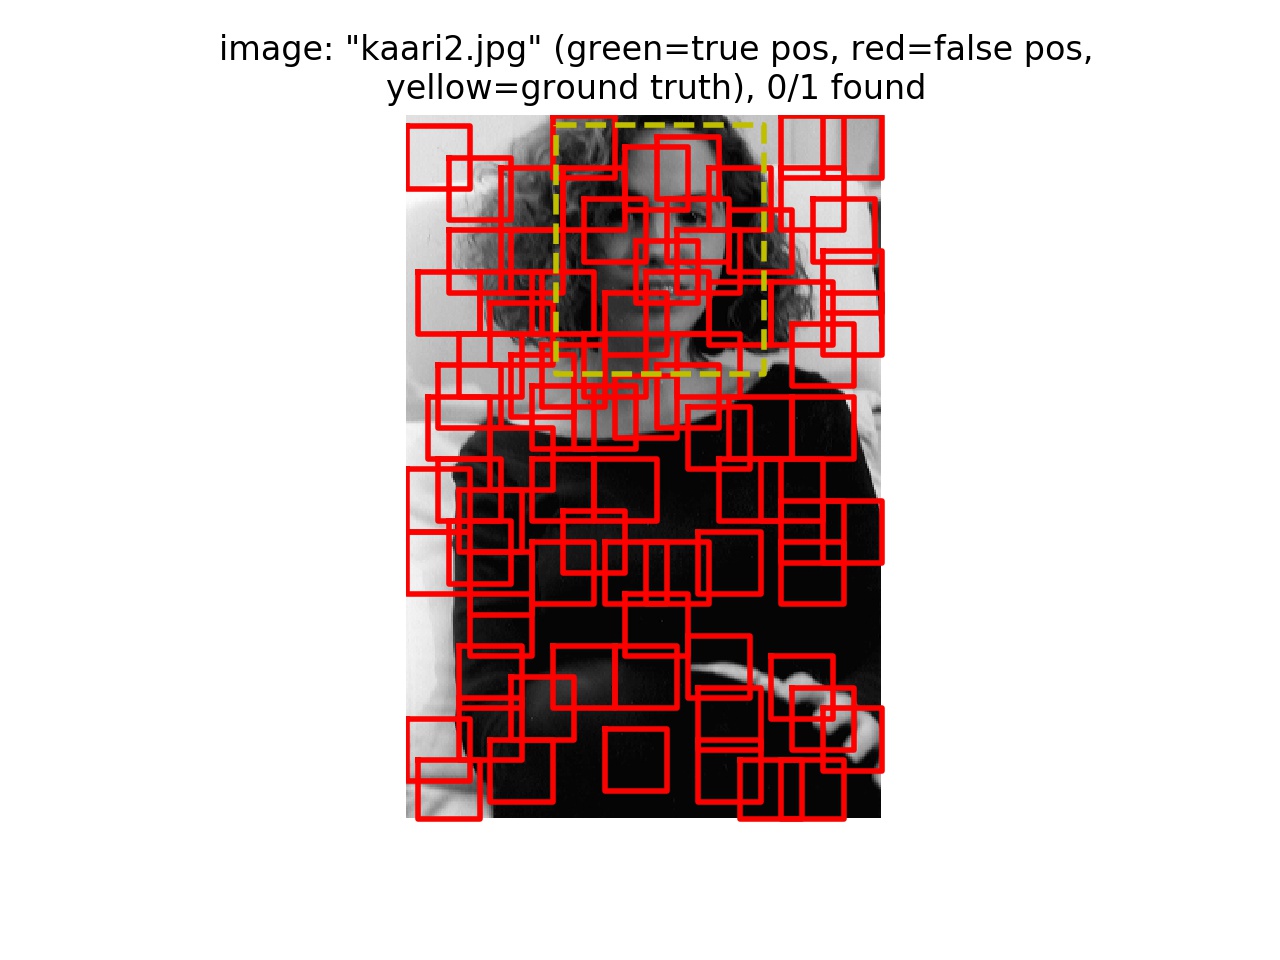 image: "kaari2.jpg" (green=true pos, red=false pos,
yellow=ground truth), 0/1 found